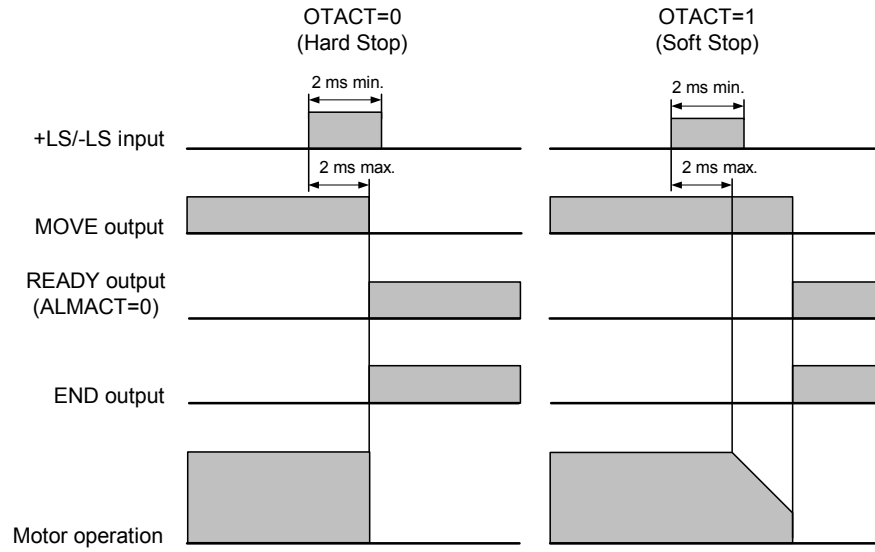 OTACT=0
(Hard Stop)
OTACT=1
(Soft Stop)
2 ms min.
2 ms min.
+LS/-LS input
2 ms max.
2 ms max.
MOVE output
READY output
(ALMACT=0)
END output
Motor operation